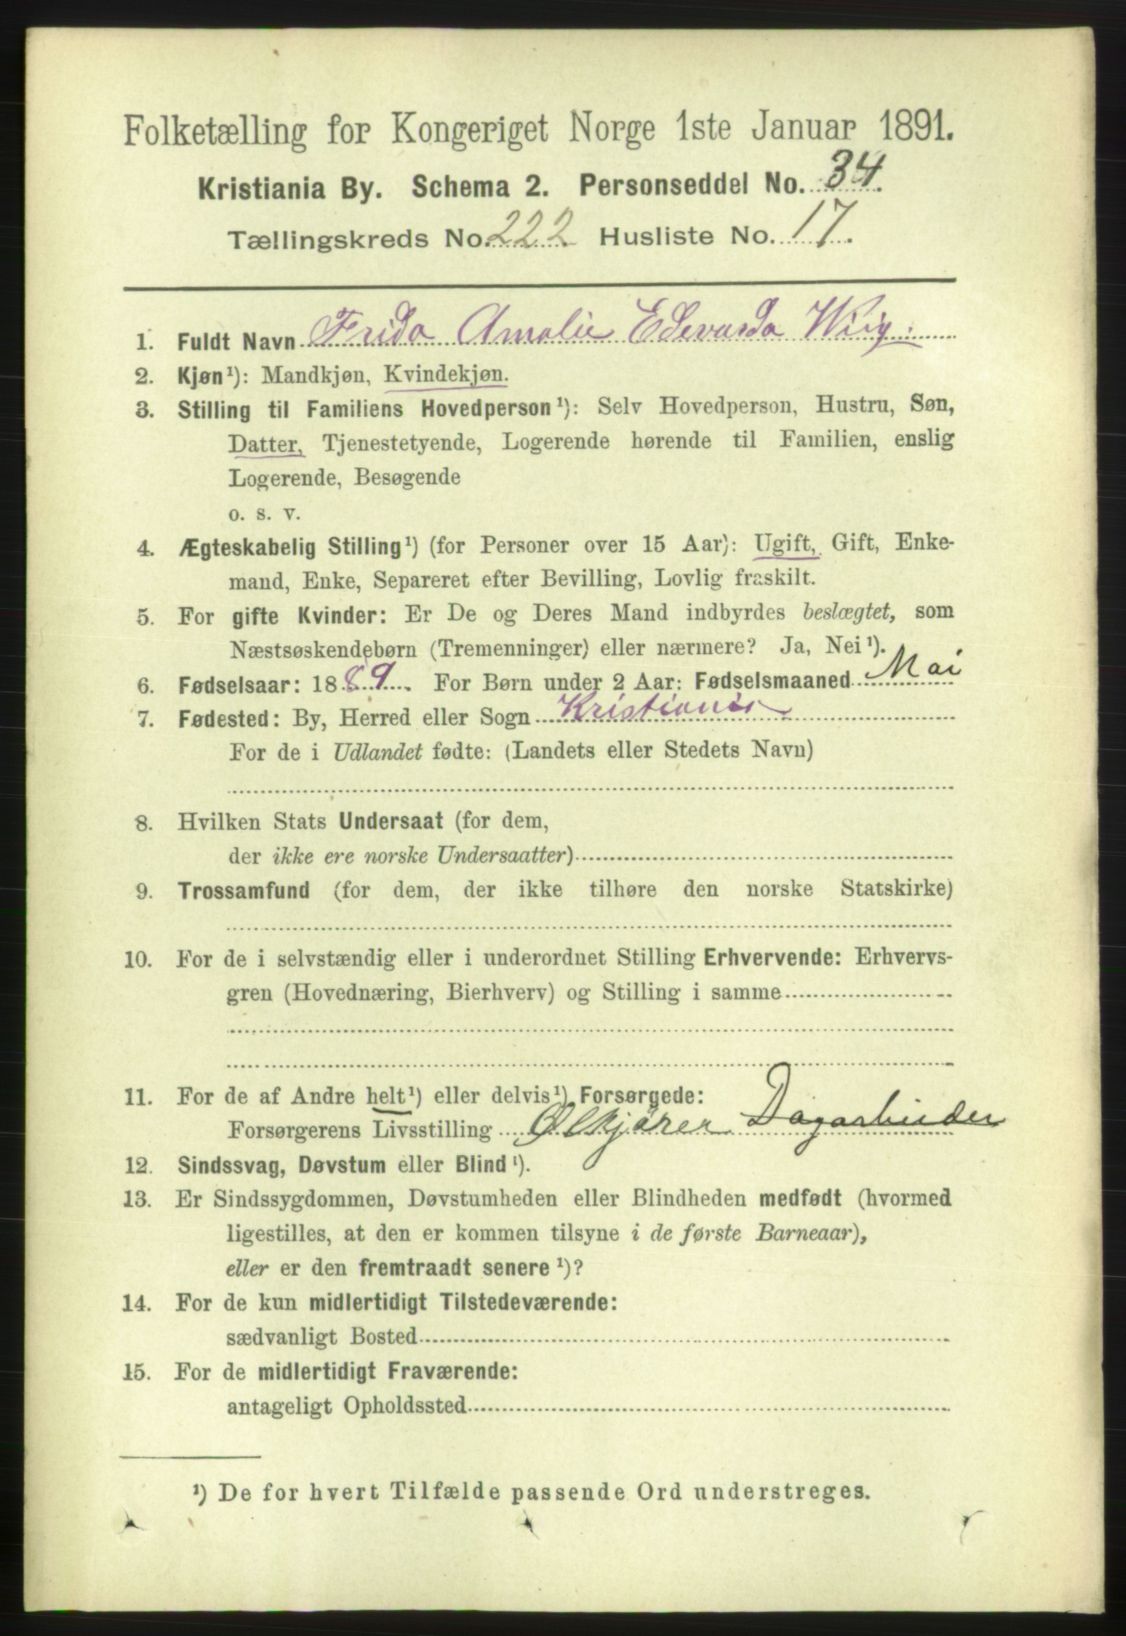 Folketælling for Kongeriget Norge 1ste Januar 1891.
Kristiania By. Schema 2. Personseddel No. 34.
Tællingskreds No. 222 Husliste No. 17.
1. Fuldt Navn Frida Amalie Edevarda Wiig.
2. Kjøn¹): Mandkjøn, Kvindekjøn.
3. Stilling til Familiens Hovedperson¹): Selv Hovedperson, Hustru, Søn,
Datter, Tjenestetyende, Logerende hørende til Familien, enslig
Logerende, Besøgende
o. s. v.
4. Ægteskabelig Stilling¹) (for Personer over 15 Aar): Ugift, Gift, Enke-
mand, Enke, Separeret efter Bevilling, Lovlig fraskilt.
5. For gifte Kvinder: Er De og Deres Mand indbyrdes beslægtet, som
Næstsøskendebørn (Tremenninger) eller nærmere? Ja, Nei¹).
6. Fødselsaar: 1889. For Børn under 2 Aar: Fødselsmaaned Mai
7. Fødested: By, Herred eller Sogn Kristiania
For de i Udlandet fødte: (Landets eller Stedets Navn)
8. Hvilken Stats Undersaat (for dem,
der ikke ere norske Undersaatter)
9. Trossamfund (for dem, der ikke tilhøre den norske Statskirke)
10. For de i selvstændig eller i underordnet Stilling Erhvervende: Erhvervs-
gren (Hovednæring, Bierhverv) og Stilling i samme
11. For de af Andre helt¹) eller delvis¹) Forsørgede:
Forsørgerens Livsstilling Ølkjører Dagarbeider
12. Sindssvag, Døvstum eller Blind¹).
13. Er Sindssygdommen, Døvstumheden eller Blindheden medfødt (hvormed
ligestilles, at den er kommen tilsyne i de første Barneaar),
eller er den fremtraadt senere¹)?
14. For de kun midlertidigt Tilstedeværende:
sædvanligt Bosted
15. For de midlertidigt Fraværende:
antageligt Opholdssted
¹) De for hvert Tilfælde passende Ord understreges.